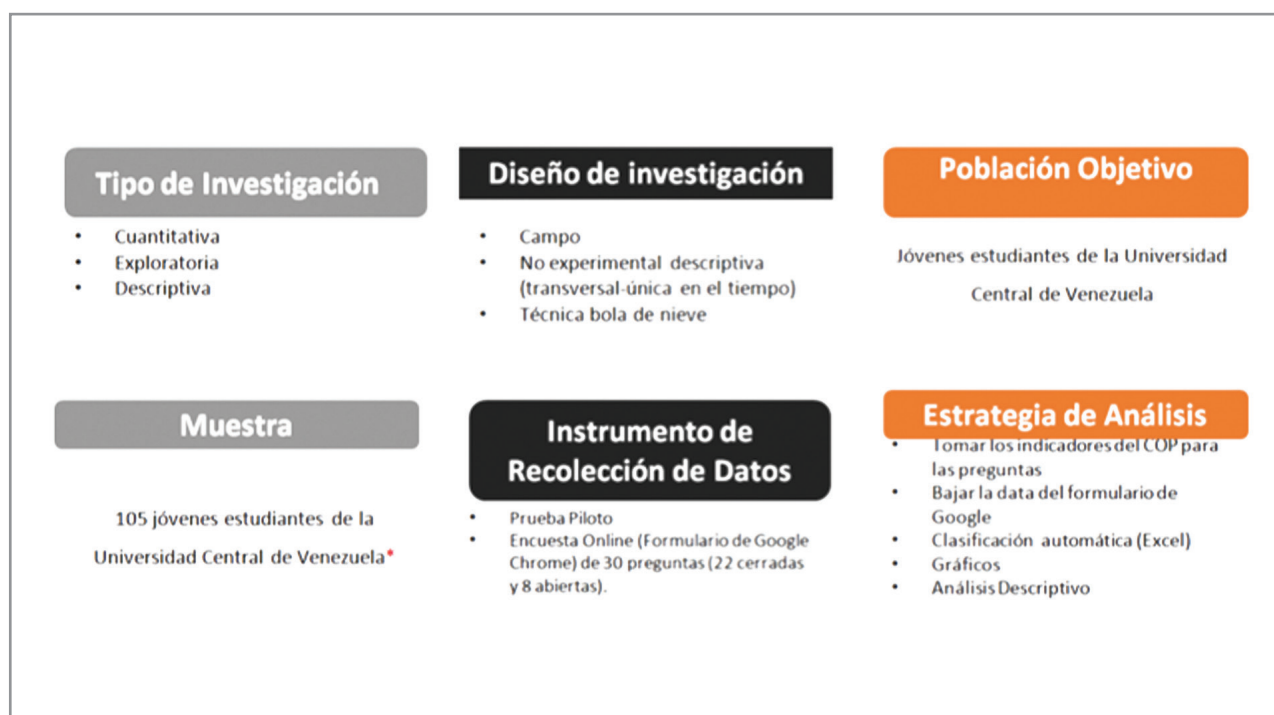 Tipo de Investigación
• Cuantitativa
• Exploratoria
• Descriptiva
Diseño de investigación
• Campo
• No experimental descriptiva
(transversal-única en el tiempo)
• Técnica bola de nieve
Población Objetivo
Jóvenes estudiantes de la Universidad
Central de Venezuela
Muestra
105 jóvenes estudiantes de la
Universidad Central de Venezuela*
Instrumento de
Recolección de Datos
• Prueba Piloto
• Encuesta Online (Formulario de Google
Chrome) de 30 preguntas (22 cerradas
y 8 abiertas).
Estrategia de Análisis
• Tomar los indicadores del COP para
las preguntas
• Bajar la data del formulario de
Google
• Clasificación automática (Excel)
• Gráficos
• Análisis Descriptivo